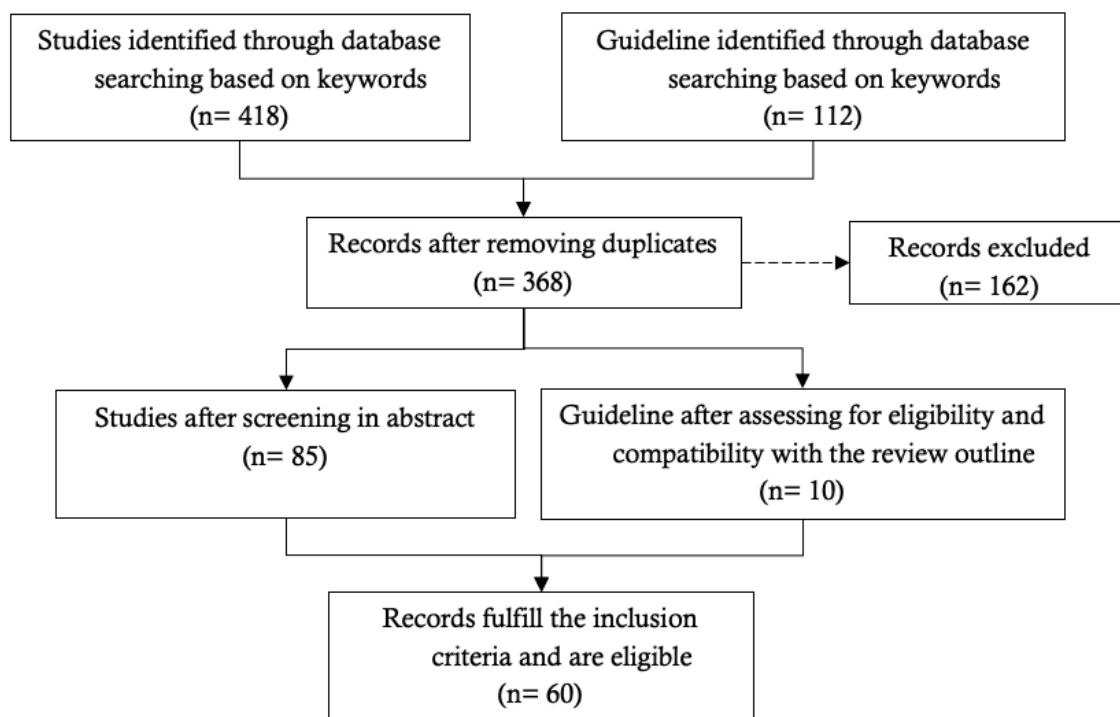 Studies identified through database
searching based on keywords
(n= 418)
Guideline identified through database
searching based on keywords
(n= 112)
Records after removing duplicates
(n= 368)
Records excluded
(n= 162)
Studies after screening in abstract
(n= 85)
Guideline after assessing for eligibility and
compatibility with the review outline
(n= 10)
Records fulfill the inclusion
criteria and are eligible
(n= 60)